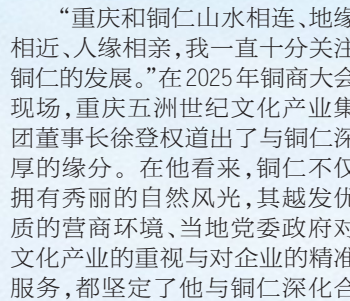 “重庆和铜仁山水相连、地缘
相近、人缘相亲，我一直十分关注
铜仁的发展。”在2025年铜商大会
现场，重庆五洲世纪文化产业集
团董事长徐登权道出了与铜仁深
厚的缘分。在他看来，铜仁不仅
拥有秀丽的自然风光，其越发优
质的营商环境、当地党委政府对
文化产业的重视与对企业的精准
服务，都坚定了他与铜仁深化合